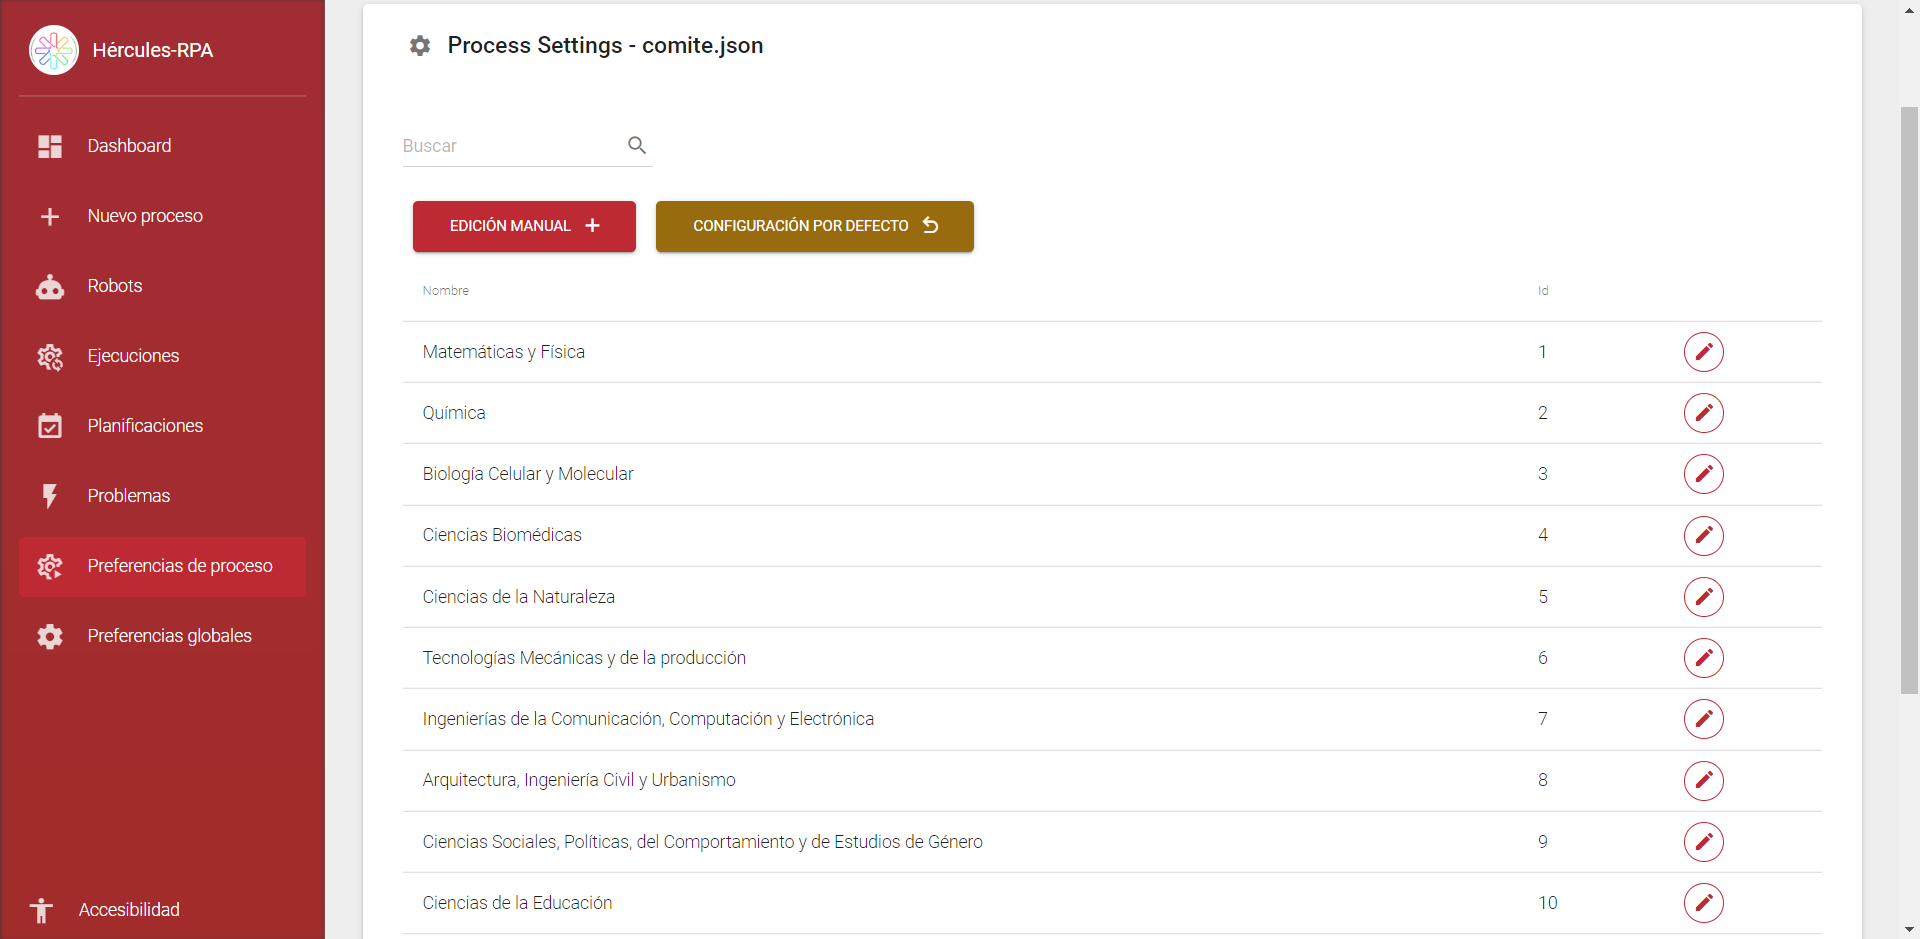 Hércules-RPA
Dashboard
Nuevo proceso
Robots
Ejecuciones
Planificaciones
Problemas
Preferencias de proceso
Preferencias globales
Accesibilidad
Process Settings - comite.json
Buscar
EDICIÓN MANUAL
CONFIGURACIÓN POR DEFECTO
Nombre Id
Matemáticas y Física 1
Química 2
Biología Celular y Molecular 3
Ciencias Biomédicas 4
Ciencias de la Naturaleza 5
Tecnologías Mecánicas y de la producción 6
Ingenierías de la Comunicación, Computación y Electrónica 7
Arquitectura, Ingeniería Civil y Urbanismo 8
Ciencias Sociales, Políticas, del Comportamiento y de Estudios de Género 9
Ciencias de la Educación 10